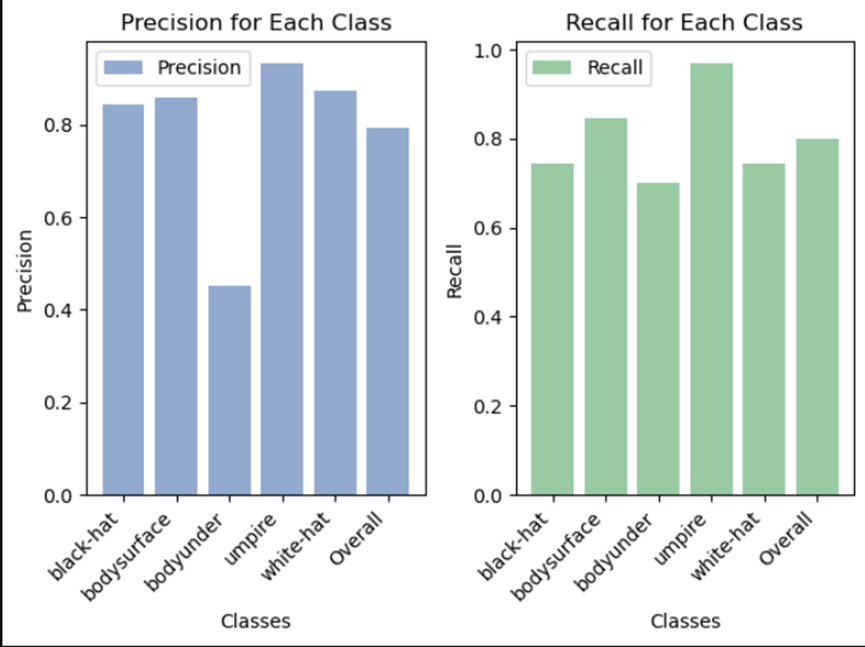 Precision for Each Class
Precision
0.8
0.6
0.4
0.2
0.0
Precision
black-hat
bodysurface
bodyunder
umpire
white-hat
Overall
Classes
Recall for Each Class
Recall
1.0
0.8
0.6
0.4
0.2
0.0
Recall
black-hat
bodysurface
bodyunder
umpire
white-hat
Overall
Classes